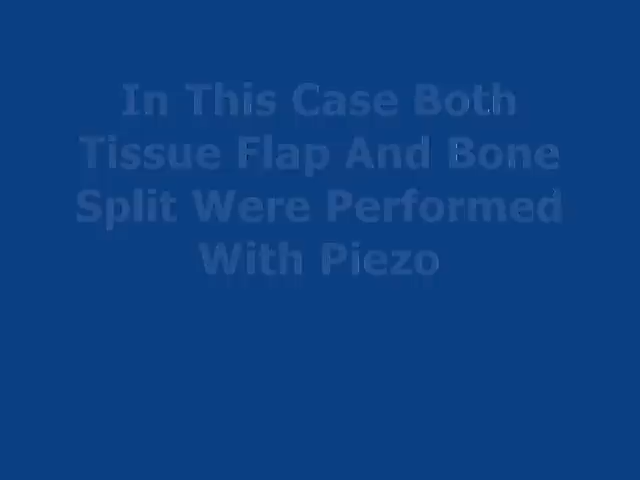 In This Case Both
Tissue Flap And Bone
Split Were Performed
With Piezo